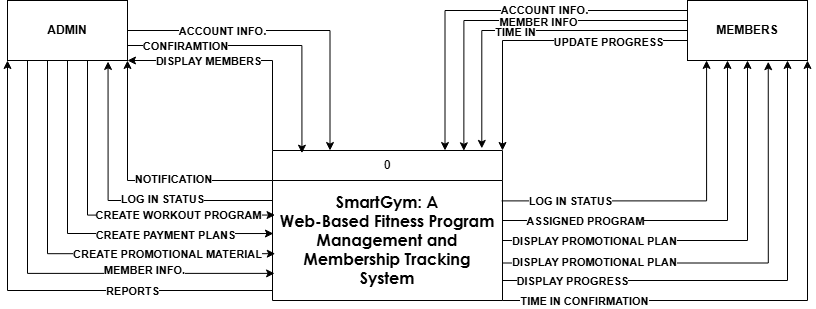 ADMIN
ACCOUNT INFO.
CONFIRAMTION
DISPLAY MEMBERS
ACCOUNT INFO.
MEMBER INFO
TIME IN
UPDATE PROGRESS
MEMBERS
0
SmartGym: A
Web-Based Fitness Program
Management and
Membership Tracking
System
NOTIFICATION
LOG IN STATUS
CREATE WORKOUT PROGRAM
CREATE PAYMENT PLANS
CREATE PROMOTIONAL MATERIAL
MEMBER INFO.
REPORTS
LOG IN STATUS
ASSIGNED PROGRAM
DISPLAY PROMOTIONAL PLAN
DISPLAY PROMOTIONAL PLAN
DISPLAY PROGRESS
TIME IN CONFIRMATION